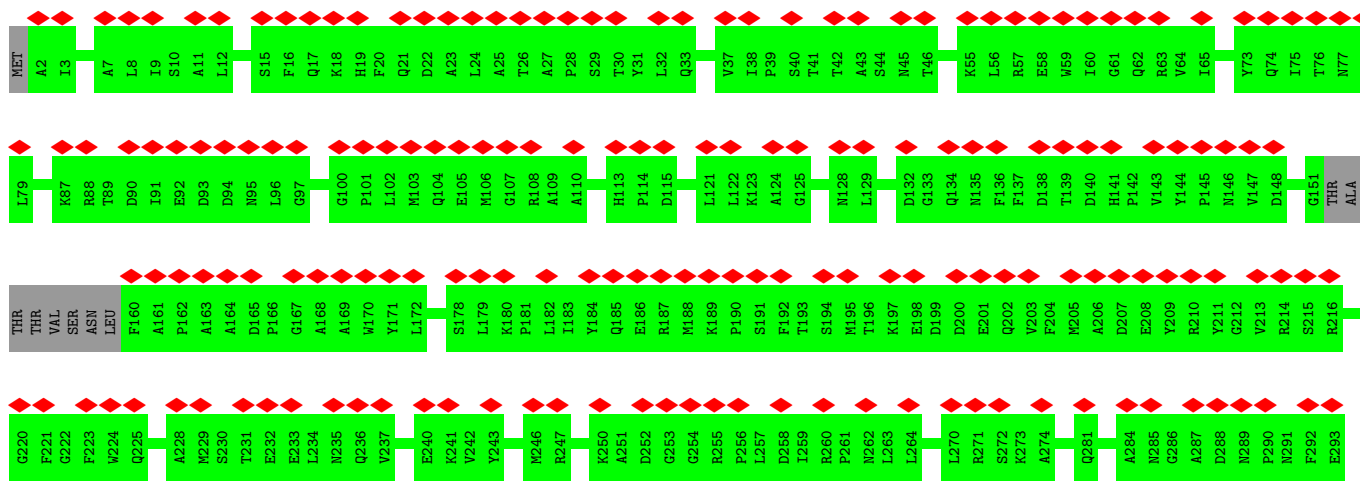 MET A2 I3 A7 L8 I9 S10 A11 L12 S15 F16 Q17 K18 H19 F20 Q21 D22 A23 L24 A25 T26 A27 P28 S29 T30 Y31 L32 Q33 V37 I38 P39 S40 T41 T42 A43 S44 N45 T46 K55 L56 R57 E58 W59 I60 G61 Q62 R63 V64 I65 Y73 Q74 I75 T76 N77
L79 K87 R88 T89 D90 I91 E92 D93 D94 N95 L96 G97 G100 P101 L102 M103 Q104 E105 M106 G107 R108 A109 A110 H113 P114 D115 L121 L122 K123 A124 G125 N128 L129 D132 G133 Q134 N135 F136 F137 D138 T139 D140 H141 P142 V143 Y144 P145 N146 V147 D148 G151 THR ALA
THR THR VAL SER ASN LEU F160 A161 P162 A163 A164 D165 P166 G167 A168 A169 W170 Y171 L172 S178 L179 K180 P181 L182 I183 Y184 Q185 E186 R187 M188 K189 P190 S191 F192 T193 S194 M195 T196 K197 E198 D199 D200 E201 Q202 V203 F204 M205 A206 D207 E208 Y209 R210 Y211 G212 V213 R214 S215 R216
G220 F221 G222 F223 W224 Q225 A228 M229 S230 T231 E232 E233 L234 N235 Q236 V237 E240 K241 V242 Y243 M246 R247 K250 A251 D252 G253 G254 R255 P256 L257 D258 I259 R260 P261 N262 L263 L264 L270 R271 S272 K273 A274 Q281 A284 N285 G286 A287 D288 N289 P290 N291 F292 E293